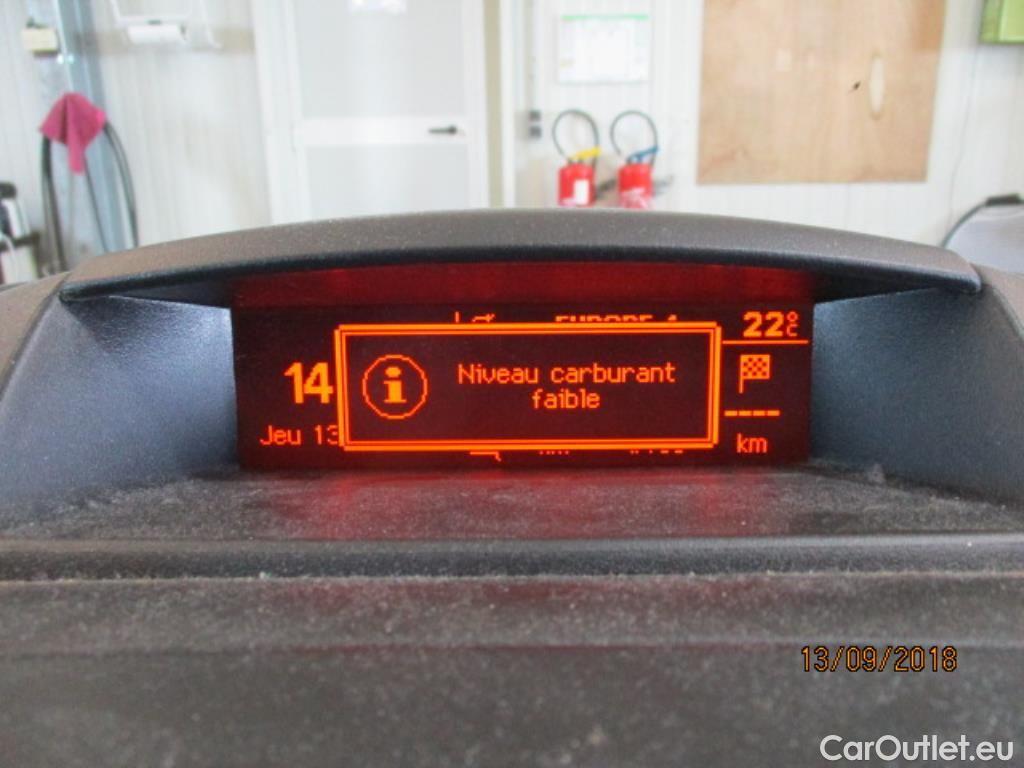 22°C
14
Niveau carburant
faible
Jeu 13
----
km
13/09/2018
CarOutlet.eu